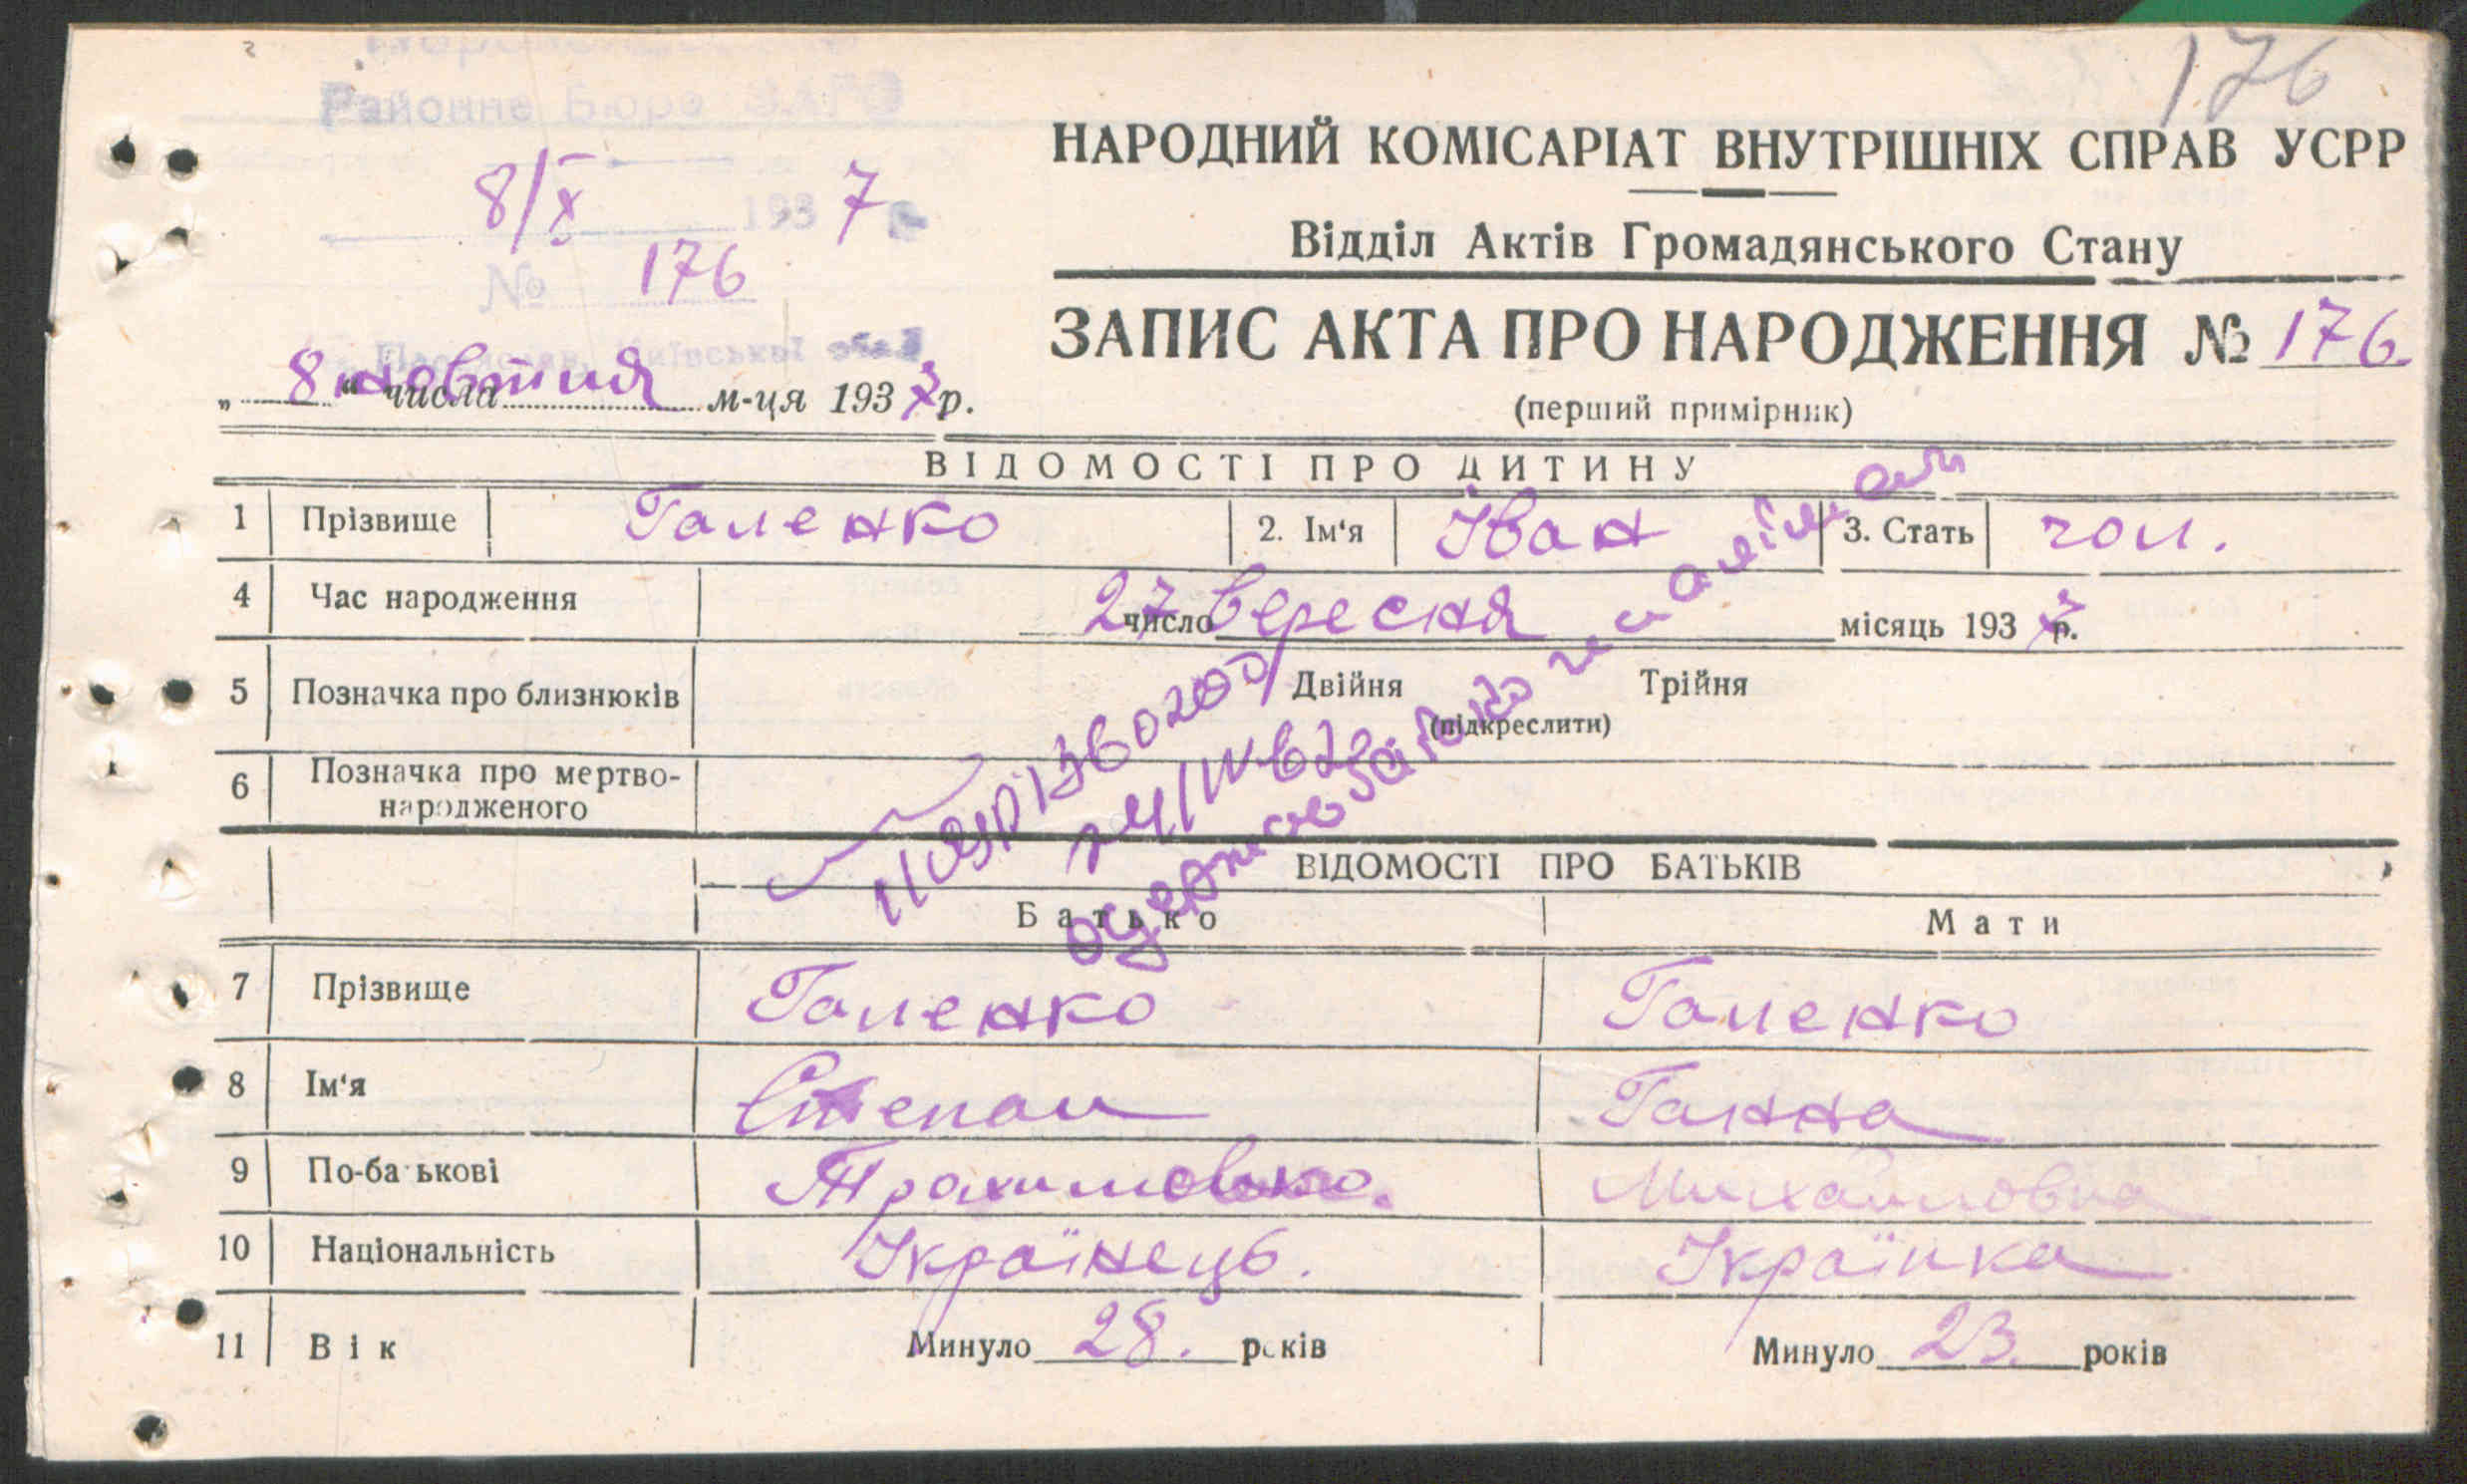 176
Районне Бюро ЗАГС
8/X 1937 р
№ 176
Київської обл.
НАРОДНИЙ КОМІСАРІАТ ВНУТРІШНІХ СПРАВ УСРР
Відділ Актів Громадянського Стану
ЗАПИС АКТА ПРО НАРОДЖЕННЯ № 176
(перший примірник)
„8“ числа жовтня м-ця 1937 р.
ВІДОМОСТІ ПРО ДИТИНУ
1 Прізвище Галенко 2. Ім'я Іван 3. Стать чол.
4 Час народження 27 число вересня місяць 1937 р.
5 Позначка про близнюків Двійня Трійня
(підкреслити)
6 Позначка про мертво-
народженого
ВІДОМОСТІ ПРО БАТЬКІВ
Батько Мати
7 Прізвище Галенко Галенко
8 Ім'я Степан Ганна
9 По-ба ькові Трохимович Михайловна
10 Національність Українець. Українка
11 Вік Минуло 28. років Минуло 23. років